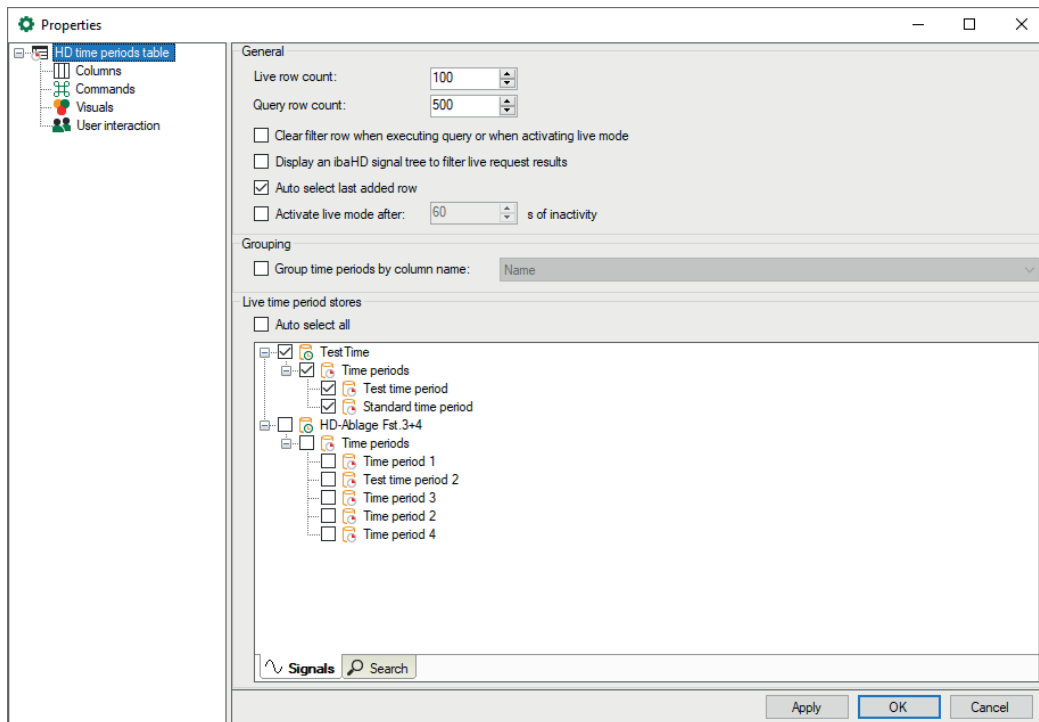 Properties
HD time periods table
Columns
Commands
Visuals
User interaction
General
Live row count: 100
Query row count: 500
Clear filter row when executing query or when activating live mode
Display an ibaHD signal tree to filter live request results
Auto select last added row
Activate live mode after: 60 s of inactivity
Grouping
Group time periods by column name: Name
Live time period stores
Auto select all
TestTime
Time periods
Test time period
Standard time period
HD-Ablage Fst.3+4
Time periods
Time period 1
Test time period 2
Time period 3
Time period 2
Time period 4
Signals Search
Apply OK Cancel